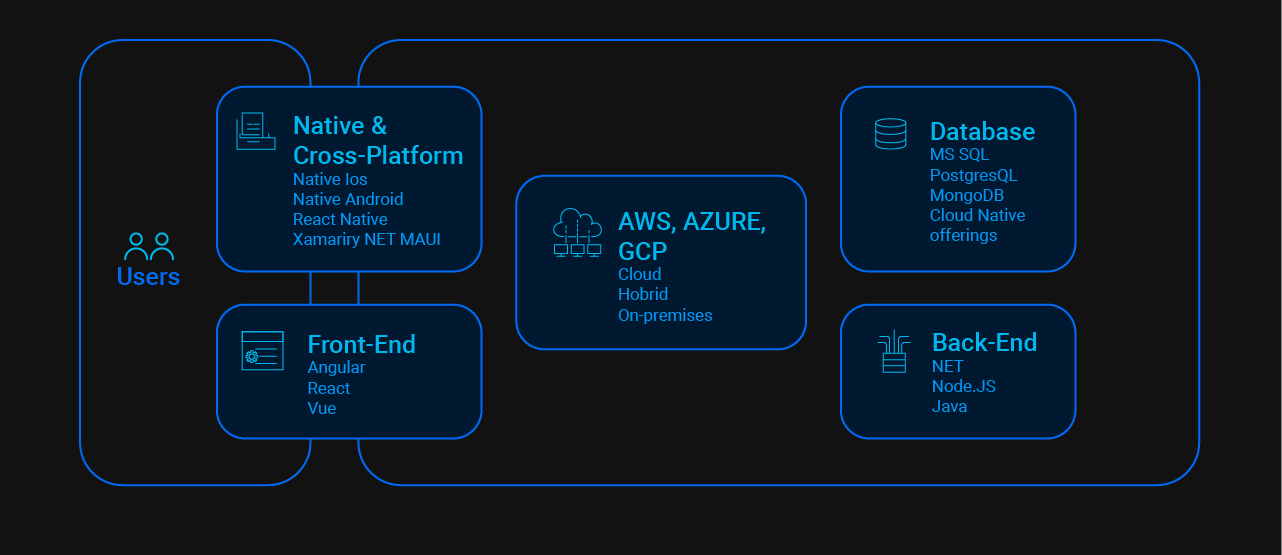 Users
Native &
Cross-Platform
Native Ios
Native Android
React Native
Xamariry NET MAUI
Front-End
Angular
React
Vue
AWS, AZURE,
GCP
Cloud
Hobrid
On-premises
Database
MS SQL
PostgresQL
MongoDB
Cloud Native
offerings
Back-End
NET
Node.JS
Java